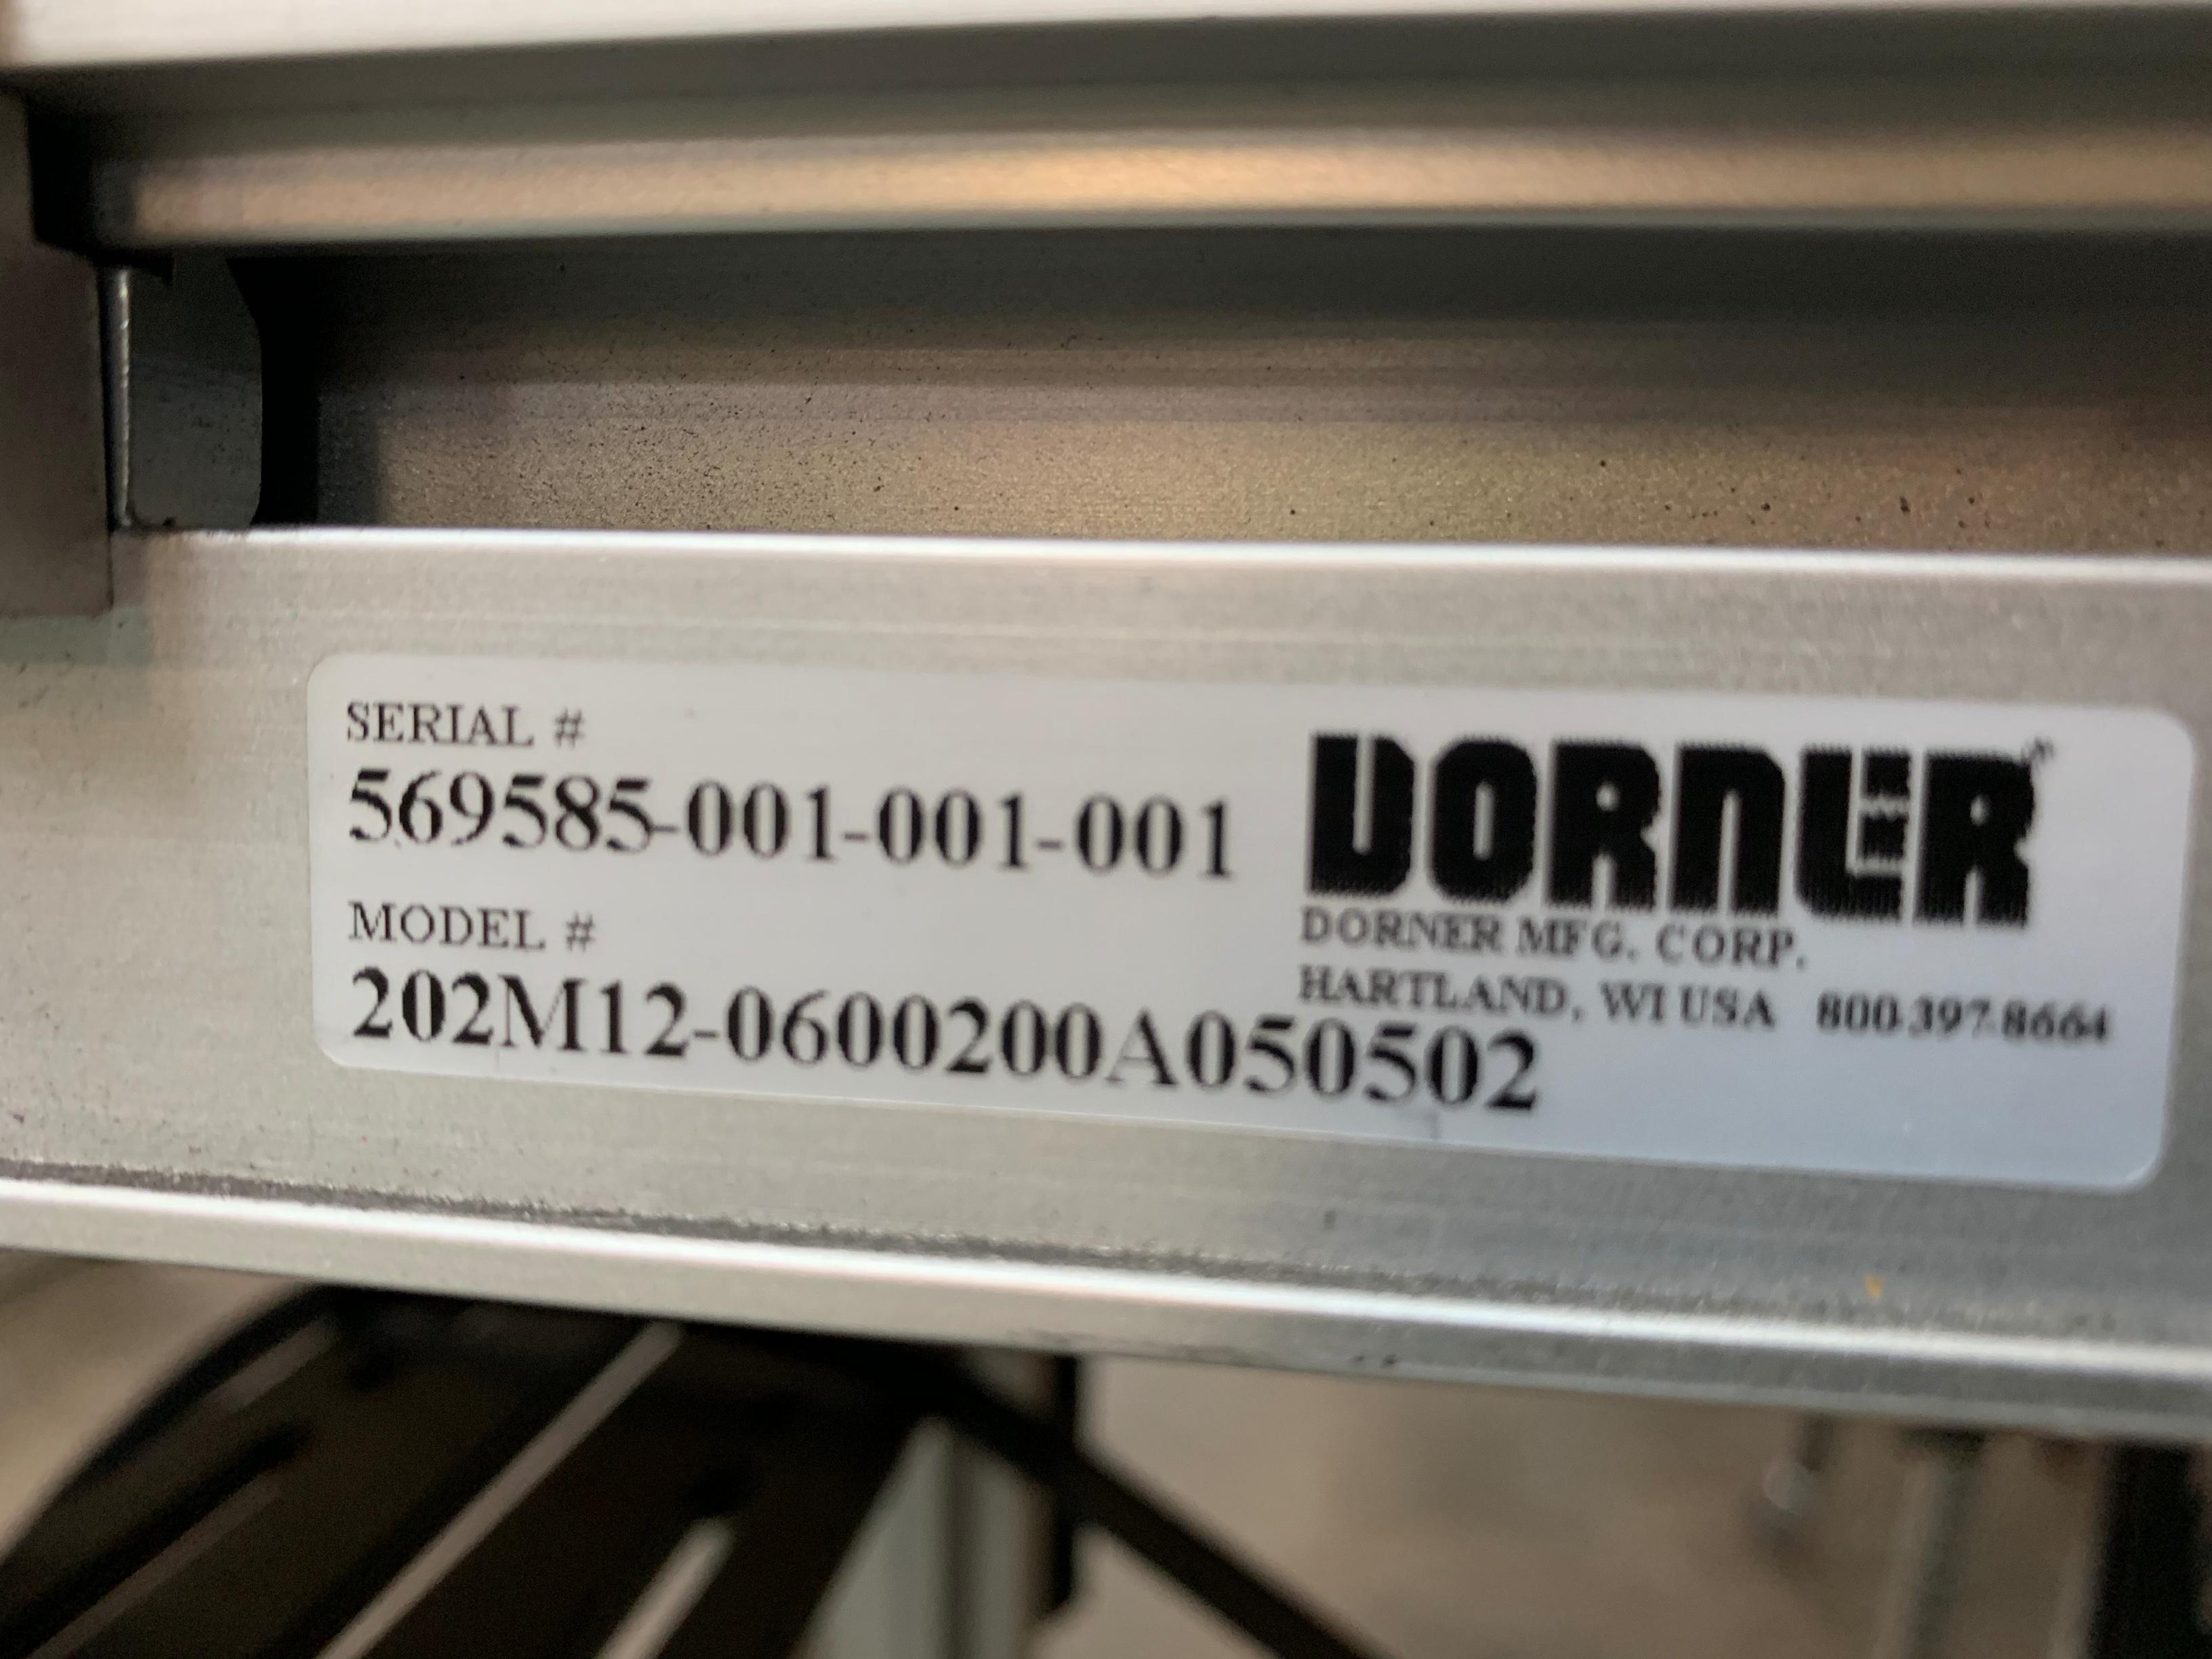 SERIAL #
569585-001-001-001
MODEL #
202M12-0600200A050502
DORNER
DORNER MFG. CORP.
HARTLAND, WI USA 800-397-8664